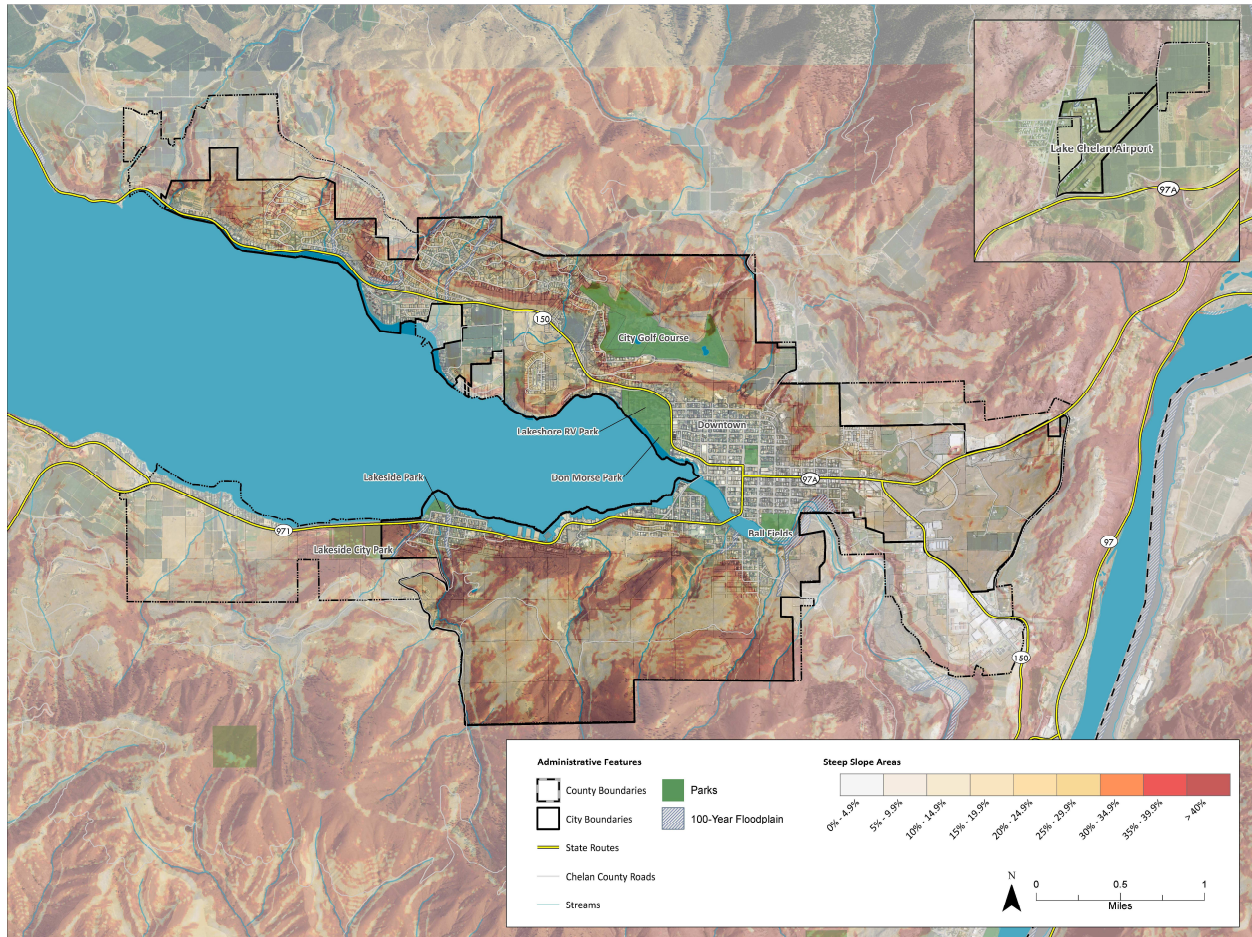 Lake Chelan Airport
97A
150
City Golf Course
Lakeshore RV Park
Downtown
Lakeside Park
Don Morse Park
97A
971
Ball Fields
97
Lakeside City Park
150
Administrative Features
County Boundaries
City Boundaries
State Routes
Chelan County Roads
Streams
Parks
100-Year Floodplain
Steep Slope Areas
0% - 4.9%
5% - 9.9%
10% - 14.9%
15% - 19.9%
20% - 24.9%
25% - 29.9%
30% - 34.9%
35% - 39.9%
> 40%
N
0 0.5 1
Miles